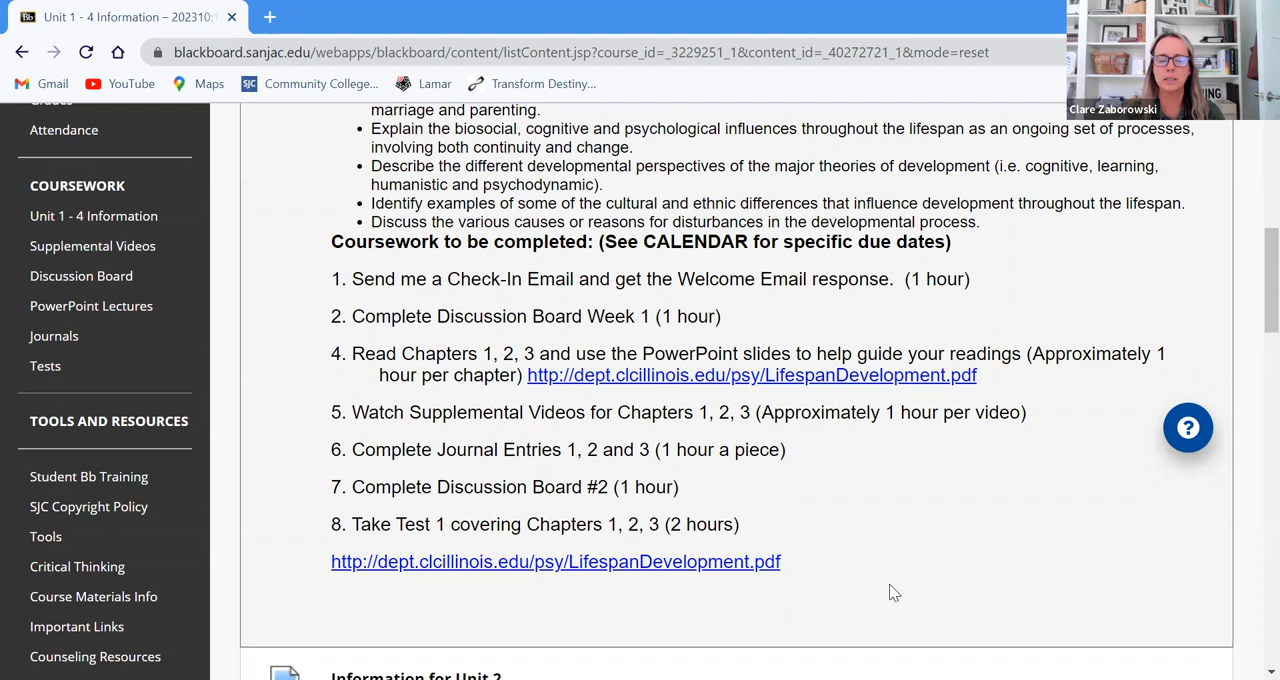 Unit 1 - 4 Information – 202310:
blackboard.sanjac.edu/webapps/blackboard/content/listContent.jsp?course_id=_3229251_1&content_id=_40272721_1&mode=reset
Gmail
YouTube
Maps
SJC
Community College...
Lamar
Transform Destiny...
Clare Zaborowski
Grades
Attendance
COURSEWORK
Unit 1 - 4 Information
Supplemental Videos
Discussion Board
PowerPoint Lectures
Journals
Tests
TOOLS AND RESOURCES
Student Bb Training
SJC Copyright Policy
Tools
Critical Thinking
Course Materials Info
Important Links
Counseling Resources
marriage and parenting.
• Explain the biosocial, cognitive and psychological influences throughout the lifespan as an ongoing set of processes,
involving both continuity and change.
• Describe the different developmental perspectives of the major theories of development (i.e. cognitive, learning,
humanistic and psychodynamic).
• Identify examples of some of the cultural and ethnic differences that influence development throughout the lifespan.
• Discuss the various causes or reasons for disturbances in the developmental process.
Coursework to be completed: (See CALENDAR for specific due dates)
1. Send me a Check-In Email and get the Welcome Email response. (1 hour)
2. Complete Discussion Board Week 1 (1 hour)
4. Read Chapters 1, 2, 3 and use the PowerPoint slides to help guide your readings (Approximately 1
hour per chapter) http://dept.clcillinois.edu/psy/LifespanDevelopment.pdf
5. Watch Supplemental Videos for Chapters 1, 2, 3 (Approximately 1 hour per video)
6. Complete Journal Entries 1, 2 and 3 (1 hour a piece)
7. Complete Discussion Board #2 (1 hour)
8. Take Test 1 covering Chapters 1, 2, 3 (2 hours)
http://dept.clcillinois.edu/psy/LifespanDevelopment.pdf
Information for Unit 2